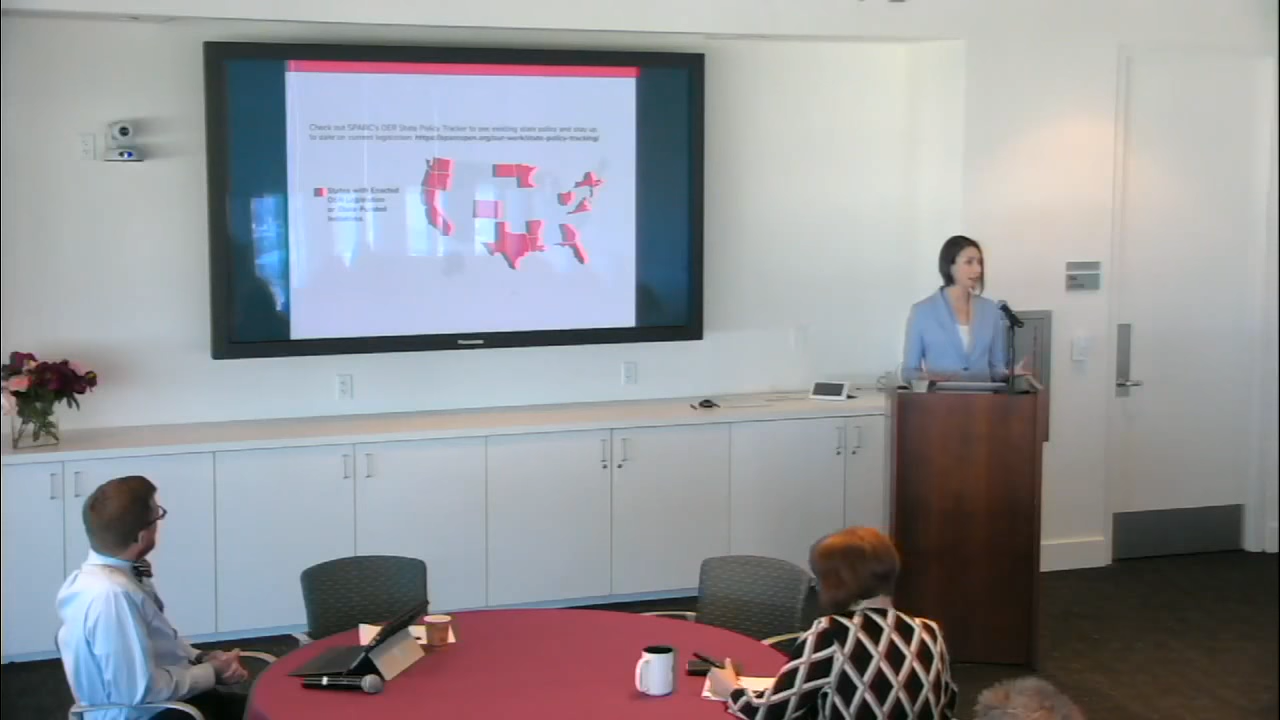 Check out SPARC's OER State Policy Tracker to see existing state policy and stay up
to date on current legislation: https://sparcopen.org/our-work/state-policy-tracking/
States with Enacted
OER Legislation
or State-Funded
Initiatives
Panasonic